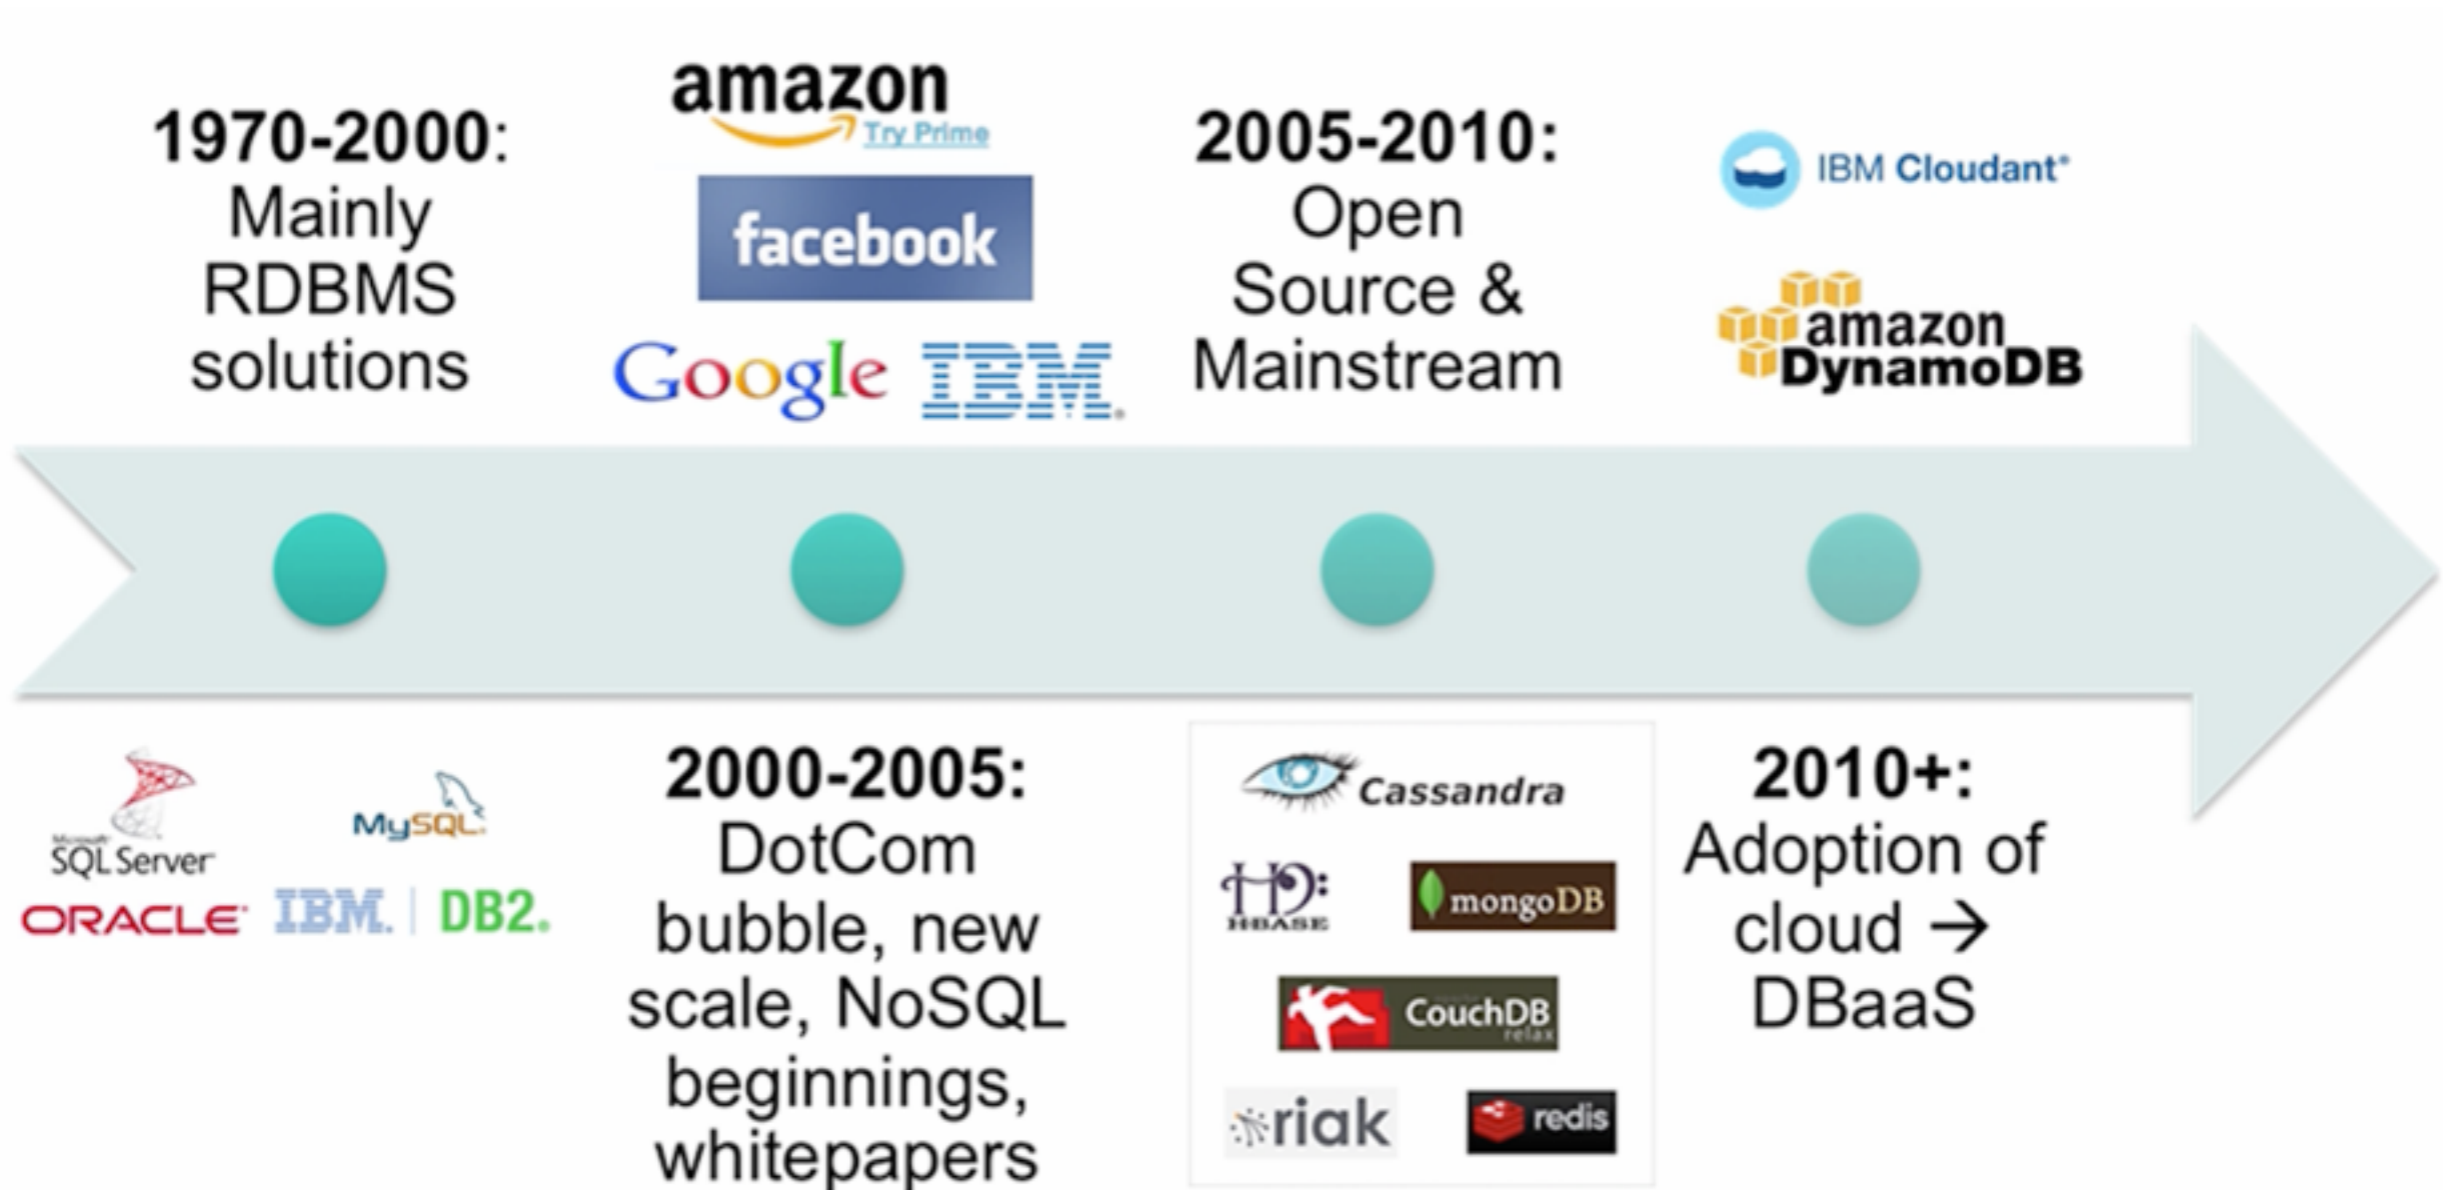 1970-2000:
Mainly
RDBMS
solutions
Microsoft
SQL Server
MySQL.
ORACLE
IBM. | DB2.
amazon
Try Prime
facebook
Google IBM.
2000-2005:
DotCom
bubble, new
scale, NoSQL
beginnings,
whitepapers
2005-2010:
Open
Source &
Mainstream
Cassandra
HBASE
mongoDB
CouchDB
relax
riak
redis
IBM Cloudant
amazon
DynamoDB
2010+:
Adoption of
cloud →
DBaaS